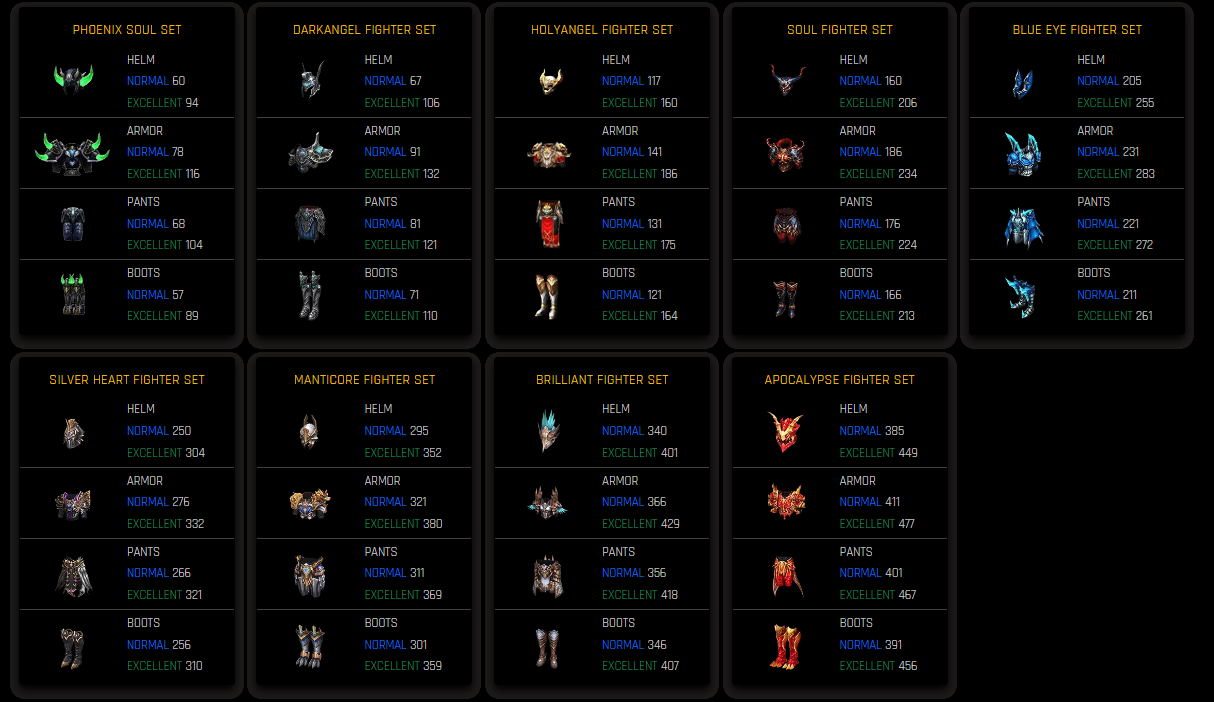 PHOENIX SOUL SET
HELM
NORMAL 60
EXCELLENT 94
ARMOR
NORMAL 78
EXCELLENT 116
PANTS
NORMAL 68
EXCELLENT 104
BOOTS
NORMAL 57
EXCELLENT 89
DARKANGEL FIGHTER SET
HELM
NORMAL 67
EXCELLENT 106
ARMOR
NORMAL 91
EXCELLENT 132
PANTS
NORMAL 81
EXCELLENT 121
BOOTS
NORMAL 71
EXCELLENT 110
HOLYANGEL FIGHTER SET
HELM
NORMAL 117
EXCELLENT 160
ARMOR
NORMAL 141
EXCELLENT 186
PANTS
NORMAL 131
EXCELLENT 175
BOOTS
NORMAL 121
EXCELLENT 164
SOUL FIGHTER SET
HELM
NORMAL 160
EXCELLENT 206
ARMOR
NORMAL 186
EXCELLENT 234
PANTS
NORMAL 176
EXCELLENT 224
BOOTS
NORMAL 166
EXCELLENT 213
BLUE EYE FIGHTER SET
HELM
NORMAL 205
EXCELLENT 255
ARMOR
NORMAL 231
EXCELLENT 283
PANTS
NORMAL 221
EXCELLENT 272
BOOTS
NORMAL 211
EXCELLENT 261
SILVER HEART FIGHTER SET
HELM
NORMAL 250
EXCELLENT 304
ARMOR
NORMAL 276
EXCELLENT 332
PANTS
NORMAL 266
EXCELLENT 321
BOOTS
NORMAL 256
EXCELLENT 310
MANTICORE FIGHTER SET
HELM
NORMAL 295
EXCELLENT 352
ARMOR
NORMAL 321
EXCELLENT 380
PANTS
NORMAL 311
EXCELLENT 369
BOOTS
NORMAL 301
EXCELLENT 359
BRILLIANT FIGHTER SET
HELM
NORMAL 340
EXCELLENT 401
ARMOR
NORMAL 366
EXCELLENT 429
PANTS
NORMAL 356
EXCELLENT 418
BOOTS
NORMAL 346
EXCELLENT 407
APOCALYPSE FIGHTER SET
HELM
NORMAL 385
EXCELLENT 449
ARMOR
NORMAL 411
EXCELLENT 477
PANTS
NORMAL 401
EXCELLENT 467
BOOTS
NORMAL 391
EXCELLENT 456